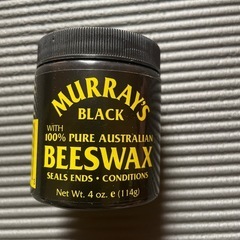 MURRAY'S
BLACK
WITH
100% PURE AUSTRALIAN
BEESWAX
SEALS ENDS • CONDITIONS
Net Wt. 4 oz. e (114g)